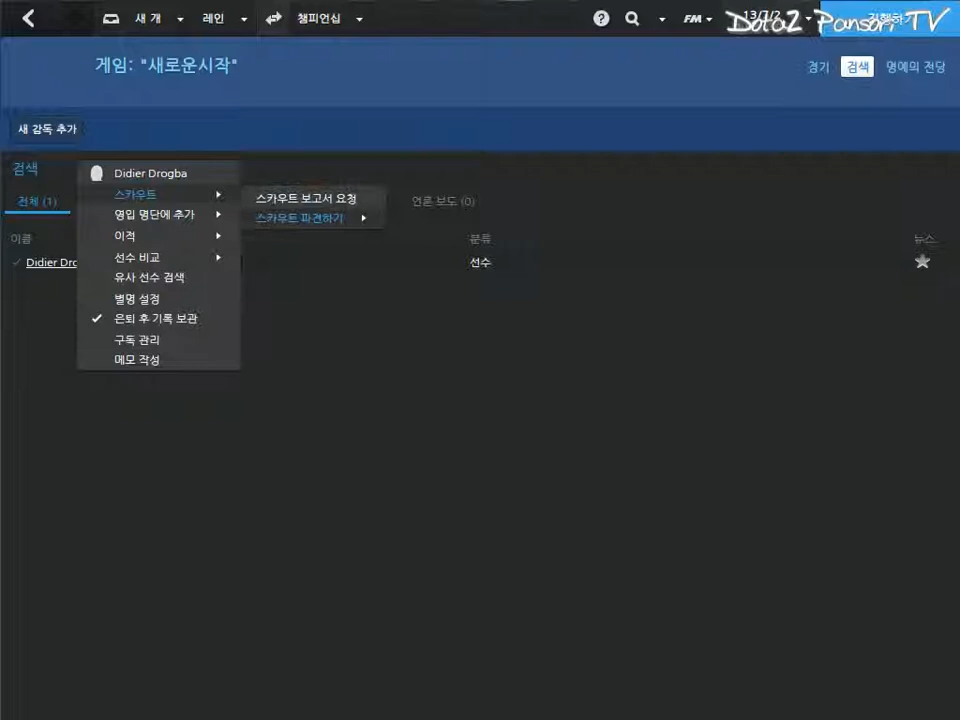 새 개 레인 챔피언십 FM 13/7/2
Dota2 Pansori TV
게임: "새로운시작"
경기 검색 명예의 전당
새 감독 추가
검색
전체 (1)
언론 보도 (0)
Didier Drogba
스카우트
영입 명단에 추가
이적
선수 비교
유사 선수 검색
별명 설정
은퇴 후 기록 보관
구독 관리
메모 작성
스카우트 보고서 요청
스카우트 파견하기
이름 분류 뉴스
Didier Dro 선수